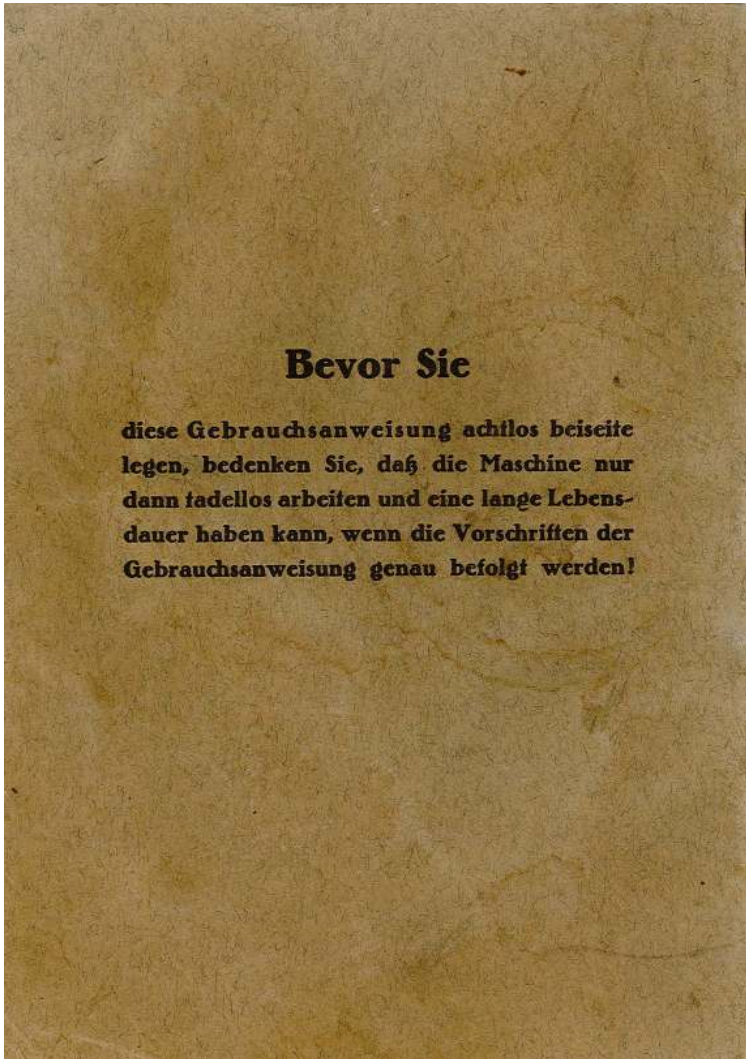 Bevor Sie
diese Gebrauchsanweisung achtlos beiseite
legen, bedenken Sie, daß die Maschine nur
dann tadellos arbeiten und eine lange Lebens-
dauer haben kann, wenn die Vorschriften der
Gebrauchsanweisung genau befolgt werden!